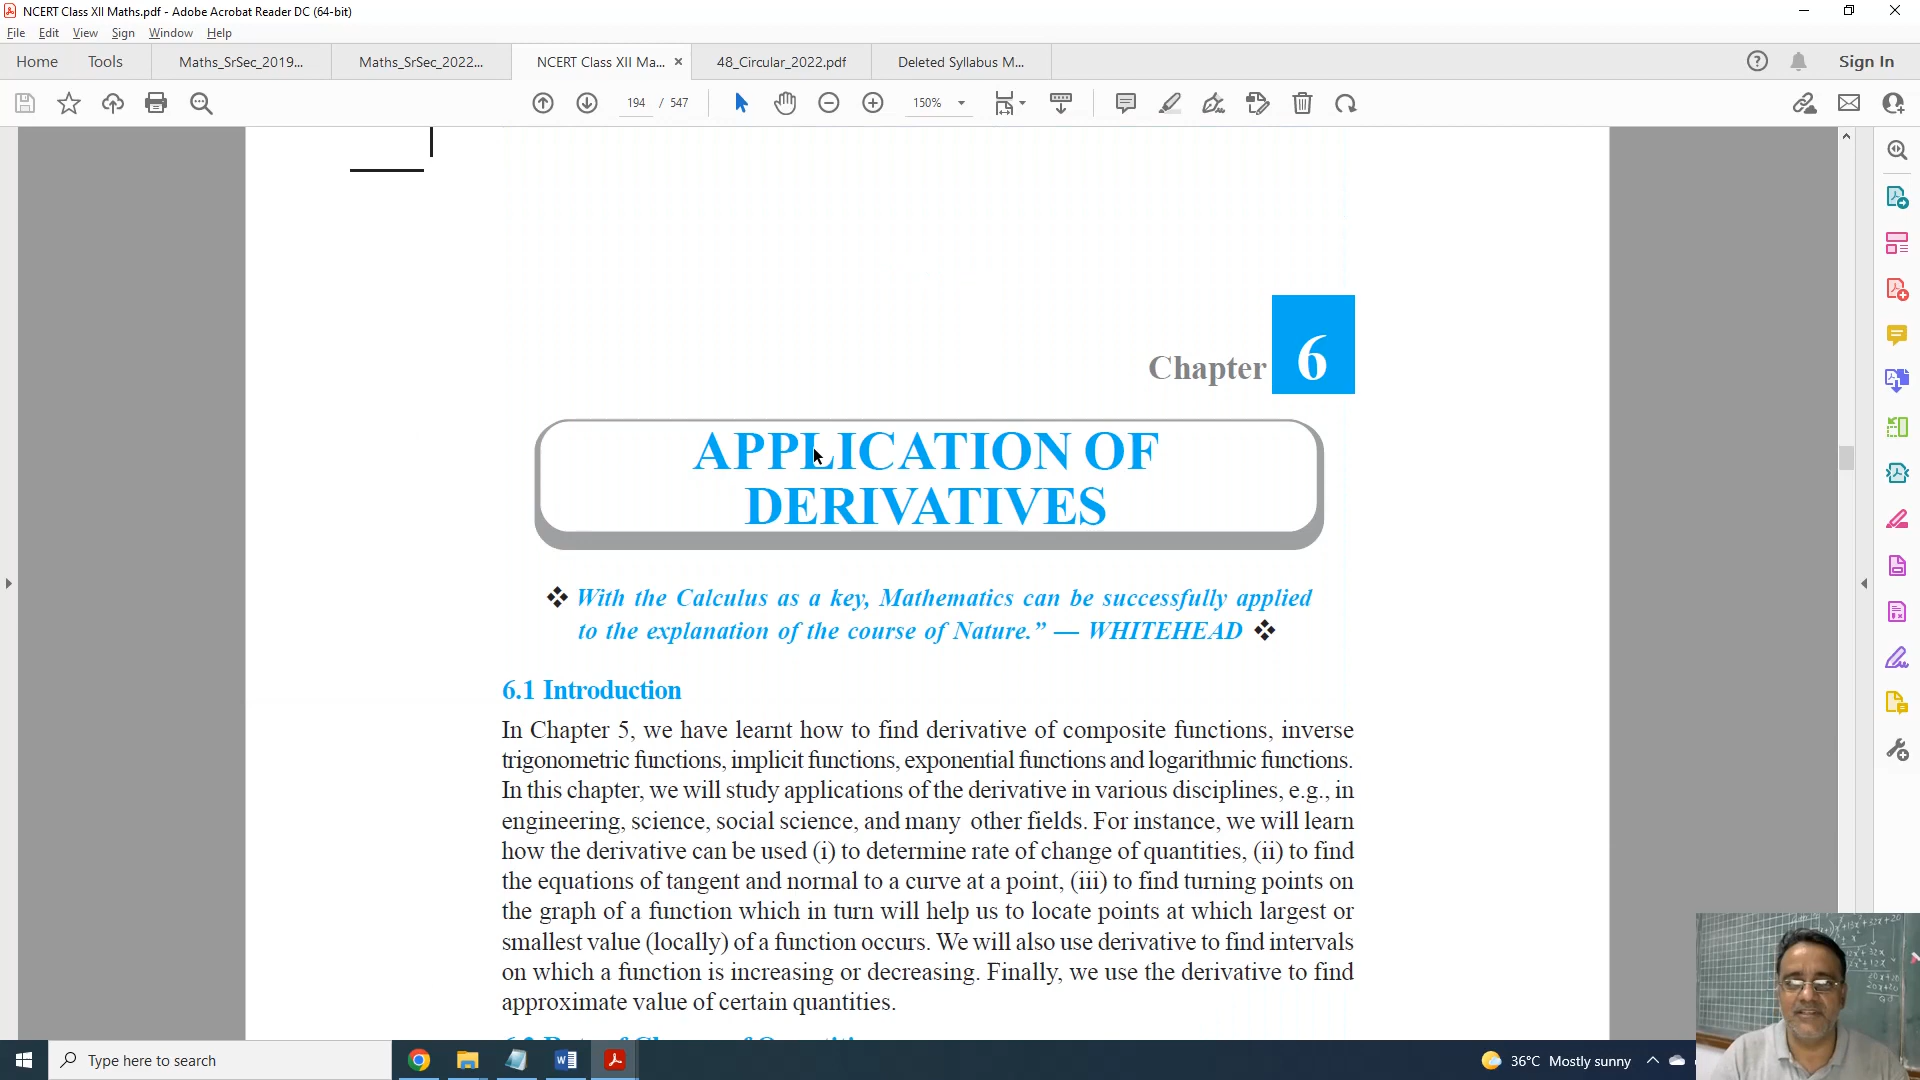 NCERT Class XII Maths.pdf - Adobe Acrobat Reader DC (64-bit)
File Edit View Sign Window Help
Home Tools Maths_SrSec_2019... Maths_SrSec_2022... NCERT Class XII Ma... × 48_Circular_2022.pdf Deleted Syllabus M... Sign In
194 / 547 150%
Chapter 6
APPLICATION OF
DERIVATIVES
❖ With the Calculus as a key, Mathematics can be successfully applied
to the explanation of the course of Nature.” — WHITEHEAD ❖
6.1 Introduction
In Chapter 5, we have learnt how to find derivative of composite functions, inverse
trigonometric functions, implicit functions, exponential functions and logarithmic functions.
In this chapter, we will study applications of the derivative in various disciplines, e.g., in
engineering, science, social science, and many other fields. For instance, we will learn
how the derivative can be used (i) to determine rate of change of quantities, (ii) to find
the equations of tangent and normal to a curve at a point, (iii) to find turning points on
the graph of a function which in turn will help us to locate points at which largest or
smallest value (locally) of a function occurs. We will also use derivative to find intervals
on which a function is increasing or decreasing. Finally, we use the derivative to find
approximate value of certain quantities.
Type here to search 36°C Mostly sunny